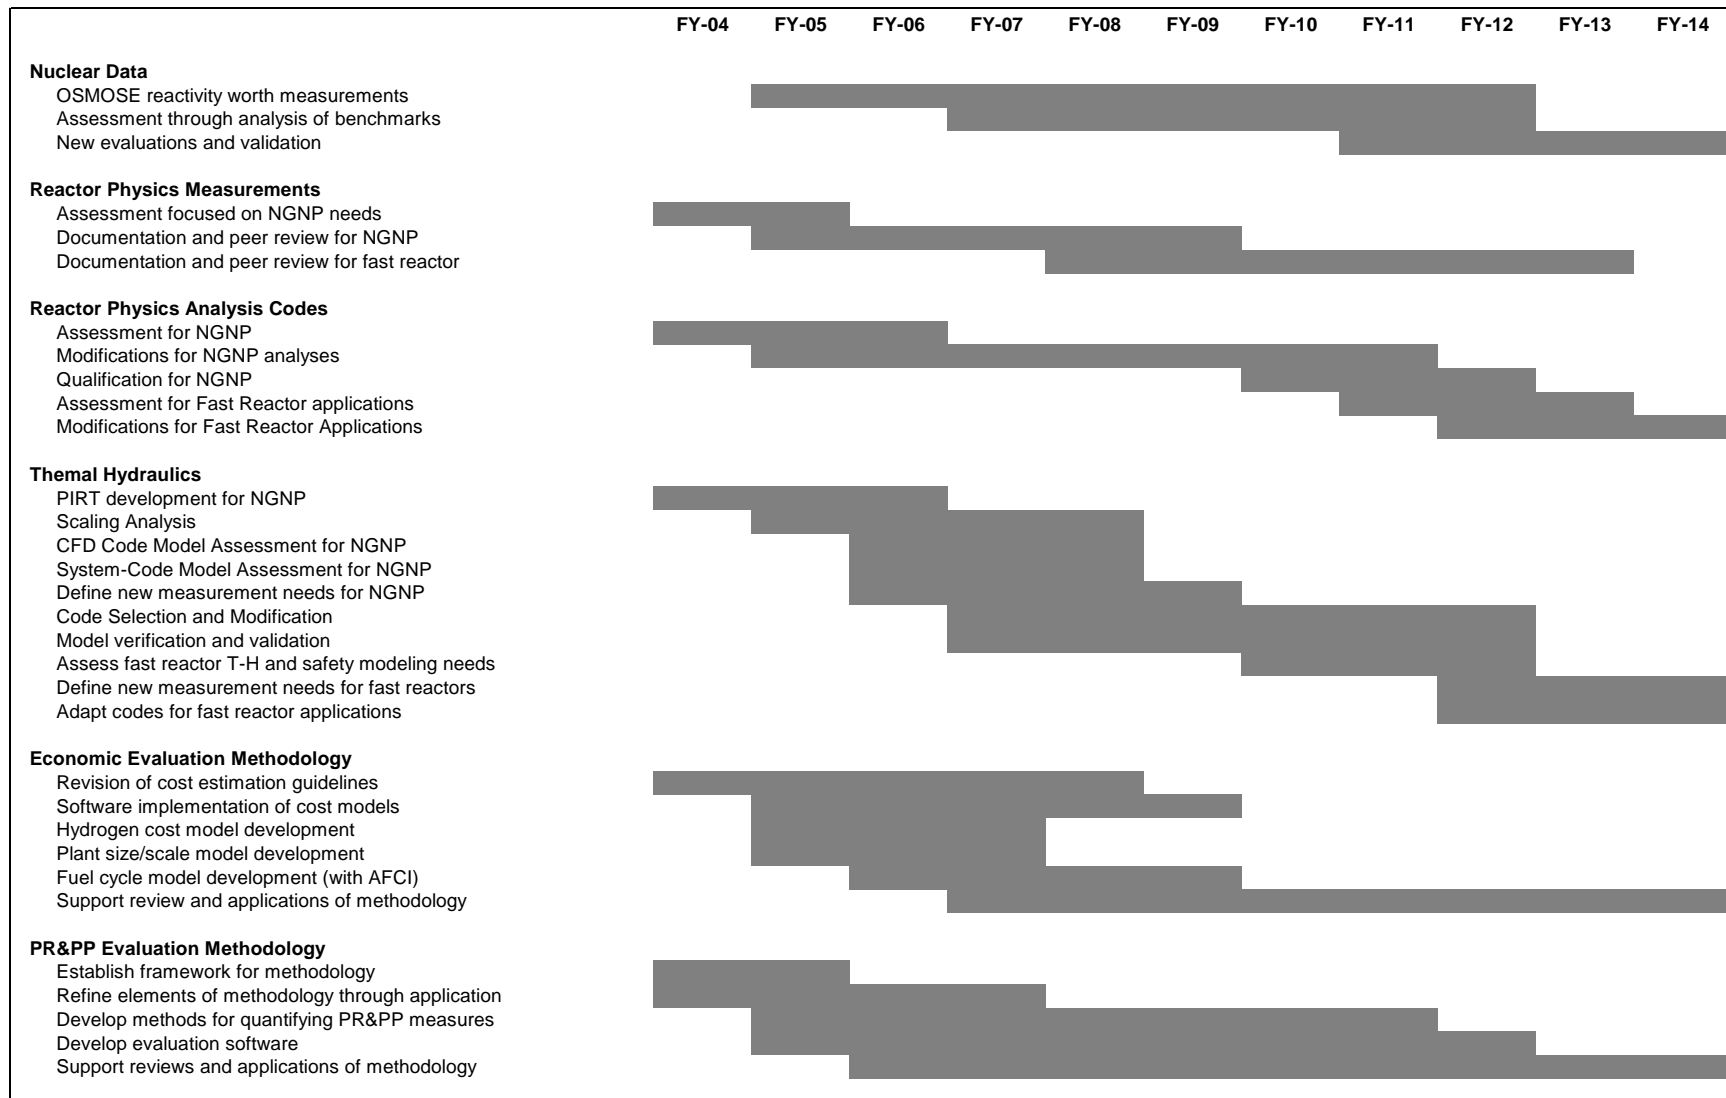 FY-04 FY-05 FY-06 FY-07 FY-08 FY-09 FY-10 FY-11 FY-12 FY-13 FY-14
Nuclear Data
OSMOSE reactivity worth measurements
Assessment through analysis of benchmarks
New evaluations and validation
Reactor Physics Measurements
Assessment focused on NGNP needs
Documentation and peer review for NGNP
Documentation and peer review for fast reactor
Reactor Physics Analysis Codes
Assessment for NGNP
Modifications for NGNP analyses
Qualification for NGNP
Assessment for Fast Reactor applications
Modifications for Fast Reactor Applications
Themal Hydraulics
PIRT development for NGNP
Scaling Analysis
CFD Code Model Assessment for NGNP
System-Code Model Assessment for NGNP
Define new measurement needs for NGNP
Code Selection and Modification
Model verification and validation
Assess fast reactor T-H and safety modeling needs
Define new measurement needs for fast reactors
Adapt codes for fast reactor applications
Economic Evaluation Methodology
Revision of cost estimation guidelines
Software implementation of cost models
Hydrogen cost model development
Plant size/scale model development
Fuel cycle model development (with AFCI)
Support review and applications of methodology
PR&PP Evaluation Methodology
Establish framework for methodology
Refine elements of methodology through application
Develop methods for quantifying PR&PP measures
Develop evaluation software
Support reviews and applications of methodology